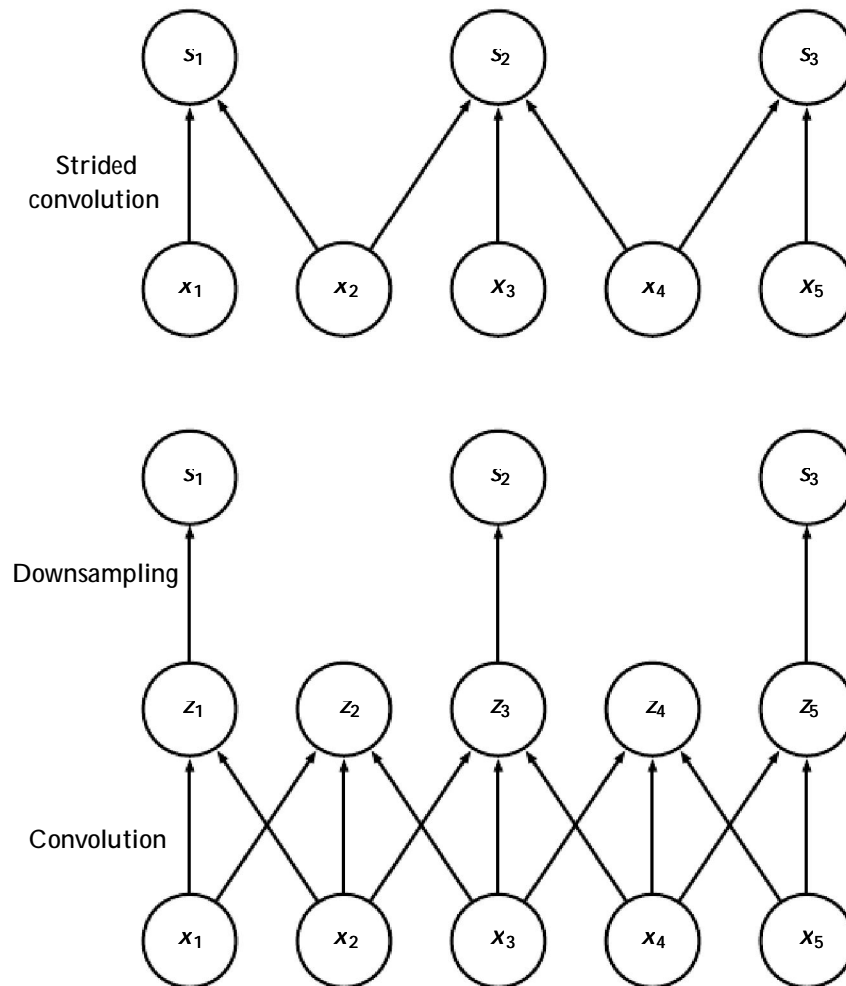 s₁ s₂ s₃
Strided
convolution
x₁ x₂ x₃ x₄ x₅
s₁ s₂ s₃
Downsampling
z₁ z₂ z₃ z₄ z₅
Convolution
x₁ x₂ x₃ x₄ x₅